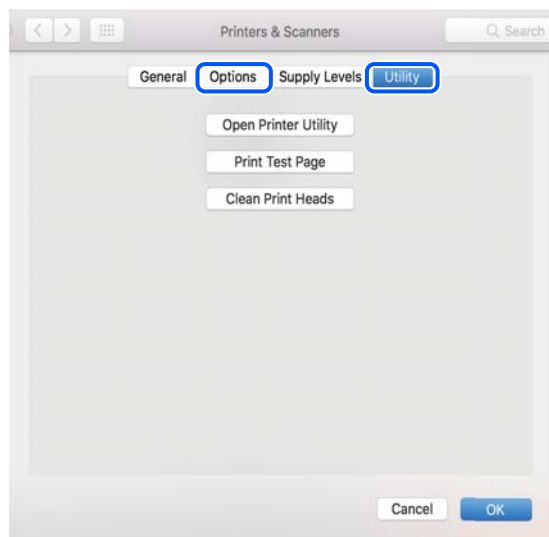 Printers & Scanners Search
General Options Supply Levels Utility
Open Printer Utility
Print Test Page
Clean Print Heads
Cancel OK